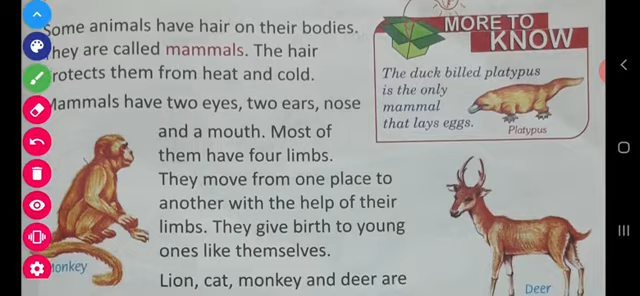 Some animals have hair on their bodies.
They are called mammals. The hair
protects them from heat and cold.
Mammals have two eyes, two ears, nose
and a mouth. Most of
them have four limbs.
They move from one place to
another with the help of their
limbs. They give birth to young
ones like themselves.
Lion, cat, monkey and deer are
MORE TO
KNOW
The duck billed platypus
is the only
mammal
that lays eggs.
Platypus
Monkey
Deer